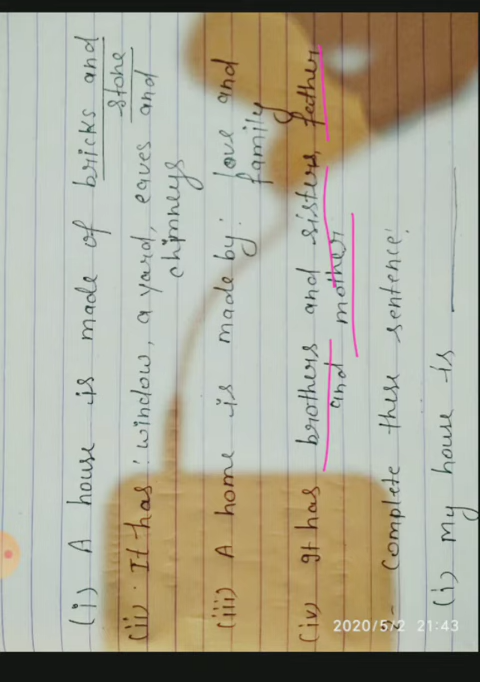 (i) A house is made of bricks and
stone
(ii) . It has : window, a yard, eaves and
chimneys
(iii) A home is made by : love and
family
(iv) It has brothers and sisters, father
and mother
2- Complete these sentence.
(i) My house is
2020/5/2 21:43